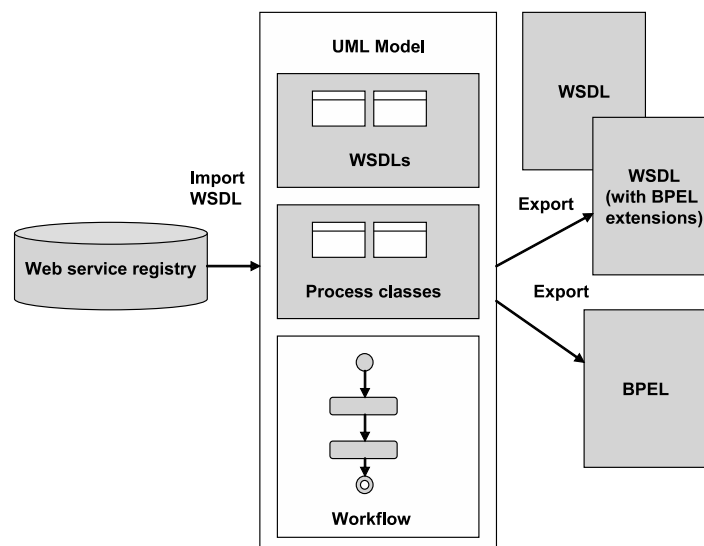 UML Model
WSDLs
Import
WSDL
Web service registry
Process classes
Workflow
Export
Export
WSDL
WSDL
(with BPEL
extensions)
BPEL